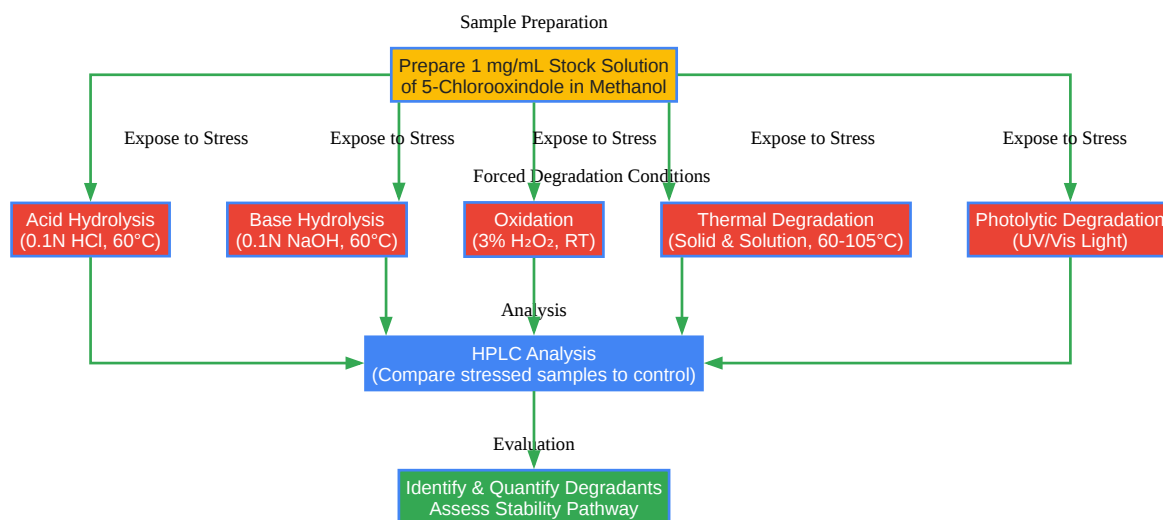 Sample Preparation
Prepare 1 mg/mL Stock Solution
of 5-Chlorooxindole in Methanol
Expose to Stress
Expose to Stress
Expose to Stress
Expose to Stress
Expose to Stress
Forced Degradation Conditions
Acid Hydrolysis
(0.1N HCl, 60°C)
Base Hydrolysis
(0.1N NaOH, 60°C)
Oxidation
(3% H₂O₂, RT)
Thermal Degradation
(Solid & Solution, 60-105°C)
Photolytic Degradation
(UV/Vis Light)
Analysis
HPLC Analysis
(Compare stressed samples to control)
Evaluation
Identify & Quantify Degradants
Assess Stability Pathway